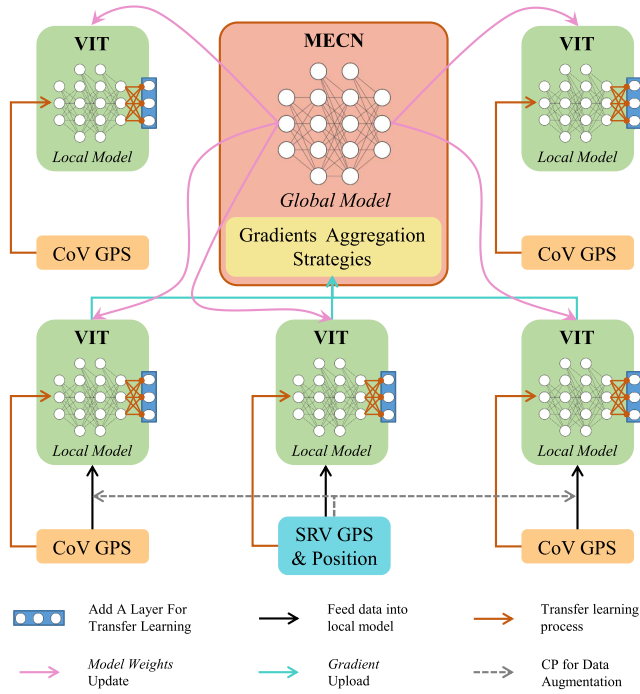 VIT
MECN
VIT
Local Model
Global Model
Local Model
Gradients Aggregation
Strategies
CoV GPS
CoV GPS
VIT
VIT
VIT
Local Model
Local Model
Local Model
CoV GPS
SRV GPS
& Position
CoV GPS
Add A Layer For
Transfer Learning
Feed data into
local model
Transfer learning
process
Model Weights
Update
Gradient
Upload
CP for Data
Augmentation